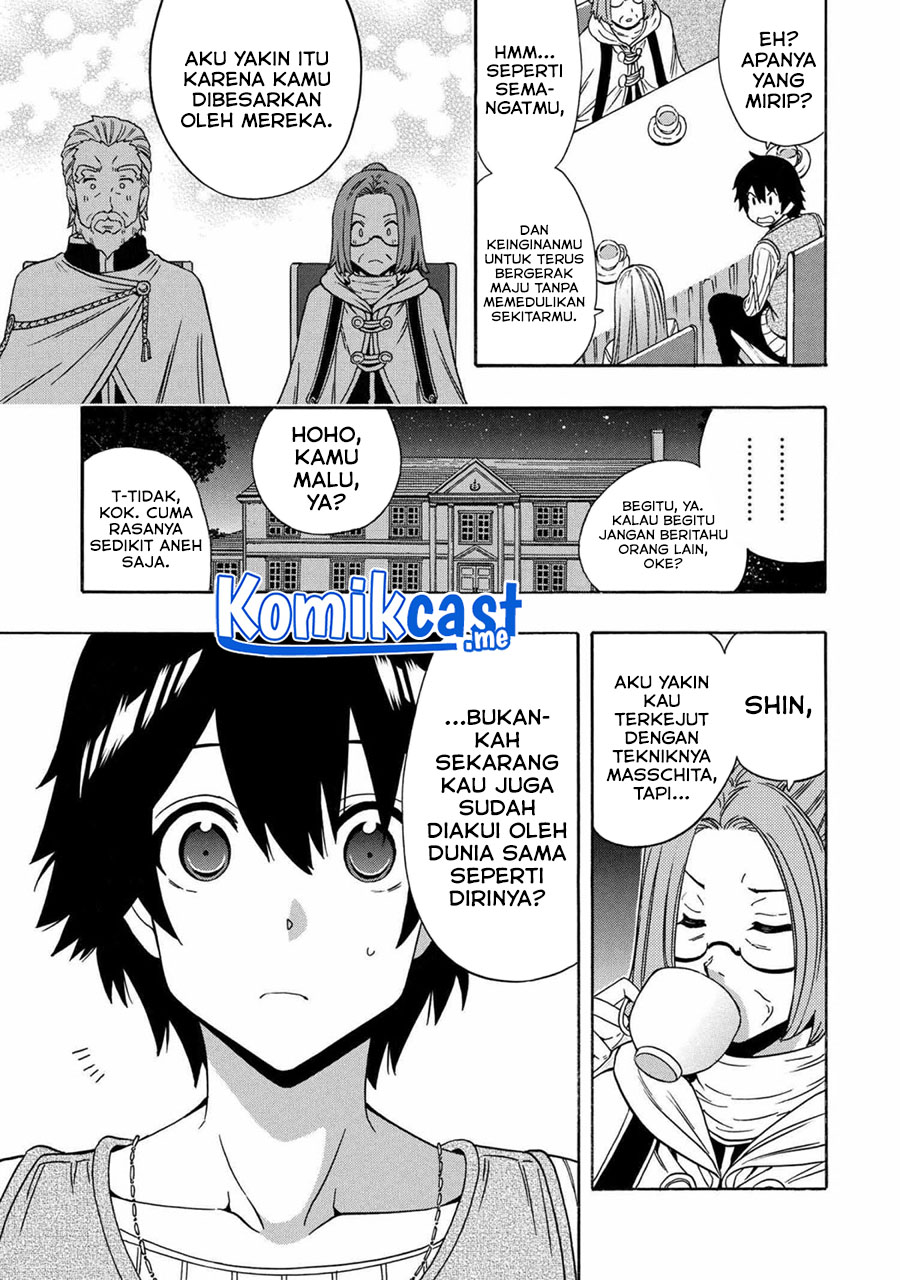 EH?
APANYA
YANG
MIRIP?
HMM...
SEPERTI
SEMA-
NGATMU,
DAN
KEINGINANMU
UNTUK TERUS
BERGERAK
MAJU TANPA
MEMEDULIKAN
SEKITARMU.
AKU YAKIN ITU
KARENA KAMU
DIBESARKAN
OLEH MEREKA.
BEGITU, YA.
KALAU BEGITU
JANGAN BERITAHU
ORANG LAIN,
OKE?
HOHO,
KAMU
MALU,
YA?
T-TIDAK,
KOK. CUMA
RASANYA
SEDIKIT ANEH
SAJA.
Komikcast
.me
SHIN,
AKU YAKIN
KAU
TERKEJUT
DENGAN
TEKNIKNYA
MASSCHITA,
TAPI...
...BUKAN-
KAH
SEKARANG
KAU JUGA
SUDAH
DIAKUI OLEH
DUNIA SAMA
SEPERTI
DIRINYA?